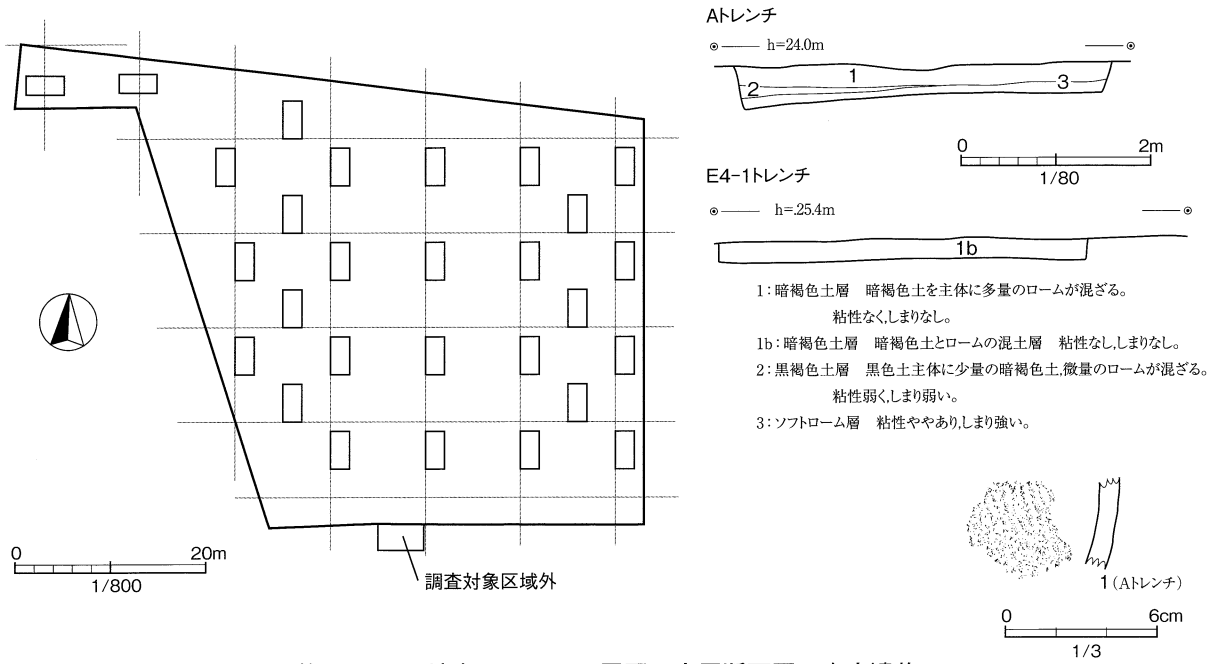 Aトレンチ
h=24.0m
1
2
3
0 2m
1/80
E4-1トレンチ
h=.25.4m
1b
1：暗褐色土層　暗褐色土を主体に多量のロームが混ざる。
粘性なく,しまりなし。
1b：暗褐色土層　暗褐色土とロームの混土層　粘性なし,しまりなし。
2：黒褐色土層　黒色土主体に少量の暗褐色土,微量のロームが混ざる。
粘性弱く,しまり弱い。
3：ソフトローム層　粘性ややあり,しまり強い。
0 20m
1/800
調査対象区域外
1（Aトレンチ）
0 6cm
1/3